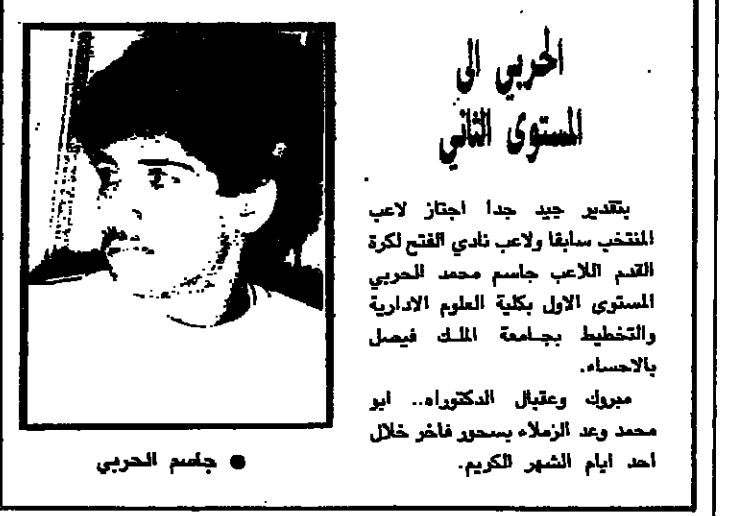 الحربي الى
المستوى الثاني
بتقدير جيد جدا اجتاز لاعب
المنتخب سابقا ولاعب نادي الفتح لكرة
القدم اللاعب جاسم محمد الحربي
المستوى الاول بكلية العلوم الادارية
والتخطيط بجامعة الملك فيصل
بالاحساء.
مبروك وعقبال الدكتوراه.. ابو
محمد وعد الزملاء بسحور فاخر خلال
احد ايام الشهر الكريم.
● جاسم الحربي